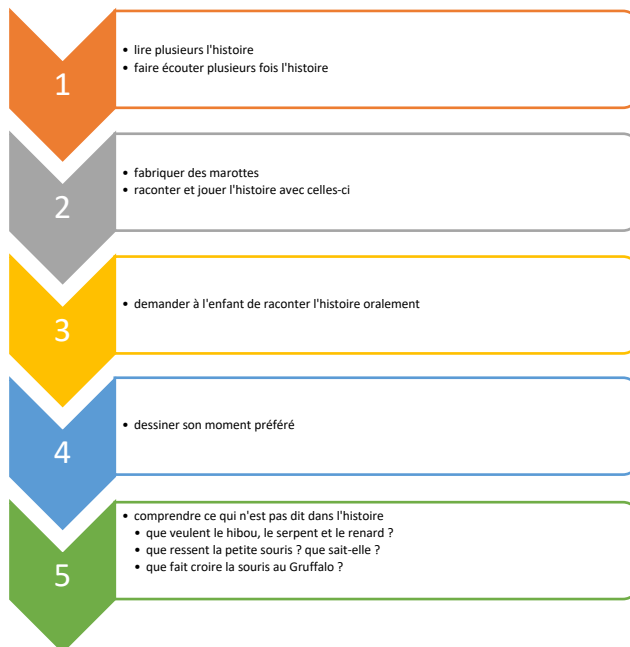 1
• lire plusieurs l'histoire
• faire écouter plusieurs fois l'histoire
2
• fabriquer des marottes
• raconter et jouer l'histoire avec celles-ci
3
• demander à l'enfant de raconter l'histoire oralement
4
• dessiner son moment préféré
5
• comprendre ce qui n'est pas dit dans l'histoire
• que veulent le hibou, le serpent et le renard ?
• que ressent la petite souris ? que sait-elle ?
• que fait croire la souris au Gruffalo ?